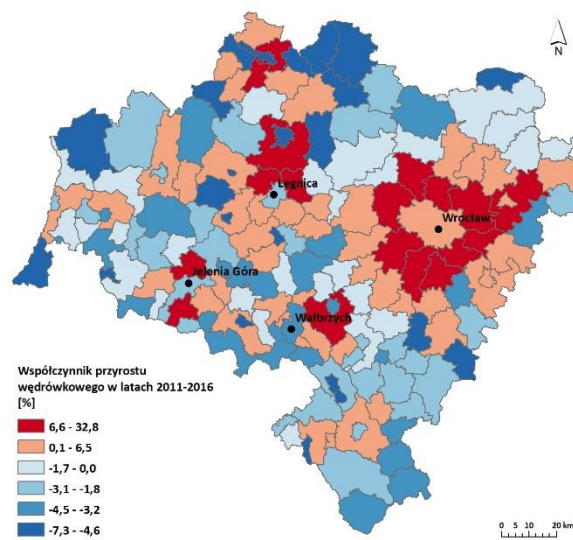 N
Legnica
Wrocław
Jelenia Góra
Wałbrzych
Współczynnik przyrostu
wędrówkowego w latach 2011-2016
[%]
6,6 - 32,8
0,1 - 6,5
-1,7 - 0,0
-3,1 - -1,8
-4,5 - -3,2
-7,3 - -4,6
0 10 20 km